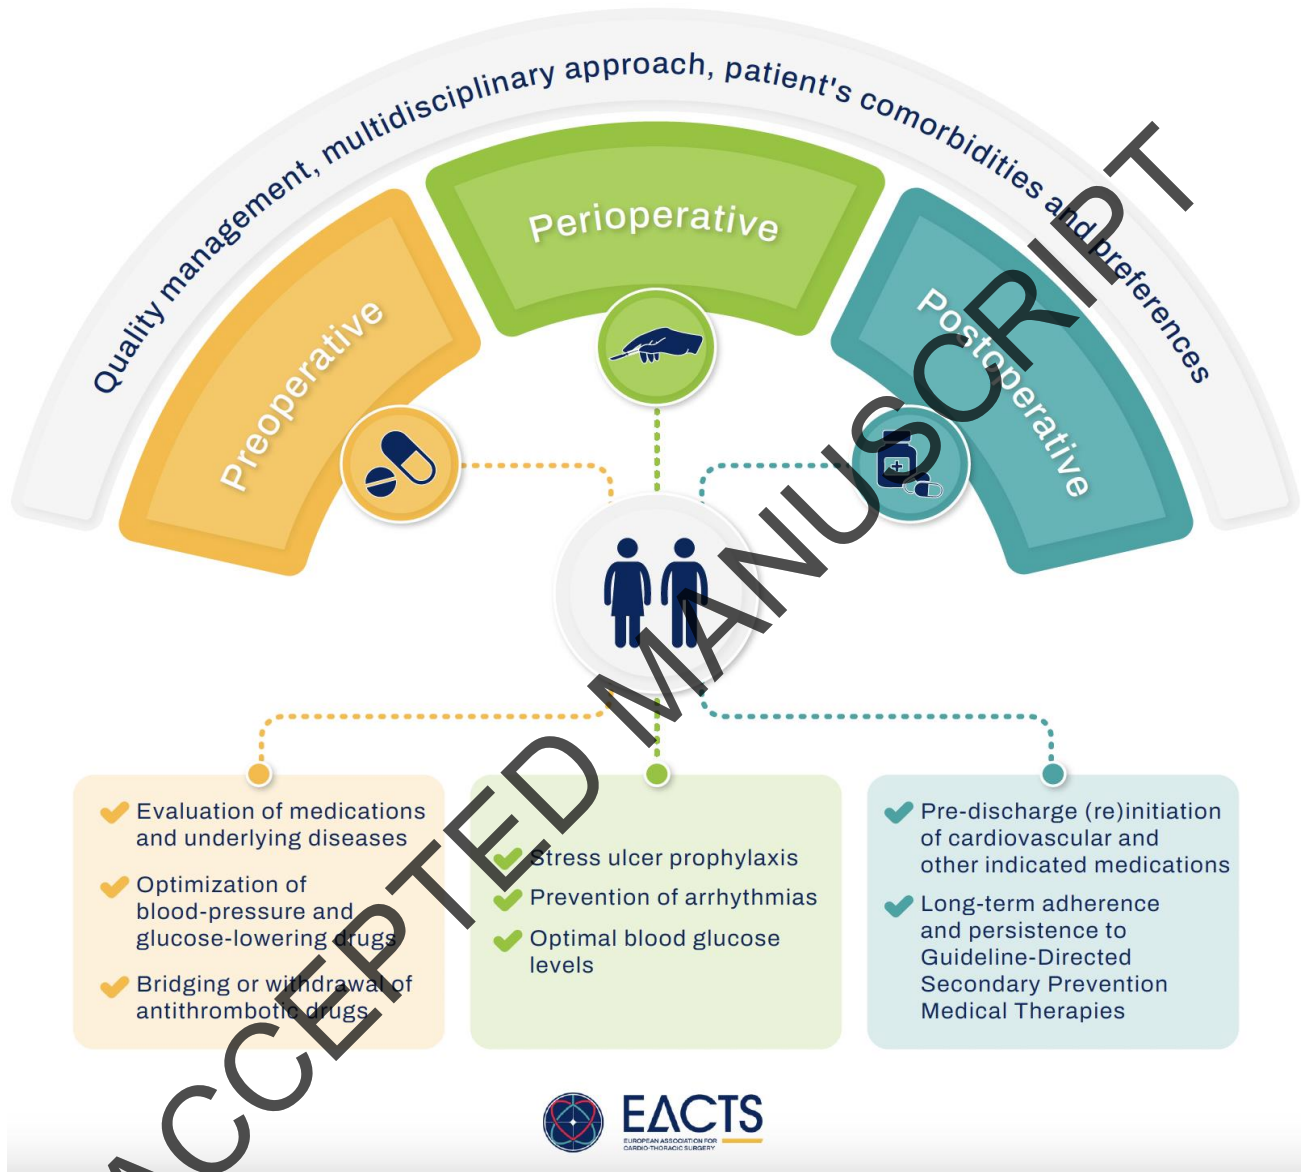 Quality management, multidisciplinary approach, patient's comorbidities and preferences
Preoperative
Perioperative
Postoperative
Evaluation of medications
and underlying diseases
Optimization of
blood-pressure and
glucose-lowering drugs
Bridging or withdrawal of
antithrombotic drugs
Stress ulcer prophylaxis
Prevention of arrhythmias
Optimal blood glucose
levels
Pre-discharge (re)initiation
of cardiovascular and
other indicated medications
Long-term adherence
and persistence to
Guideline-Directed
Secondary Prevention
Medical Therapies
ACCEPTED MANUSCRIPT
EACTS
EUROPEAN ASSOCIATION FOR
CARDIO-THORACIC SURGERY